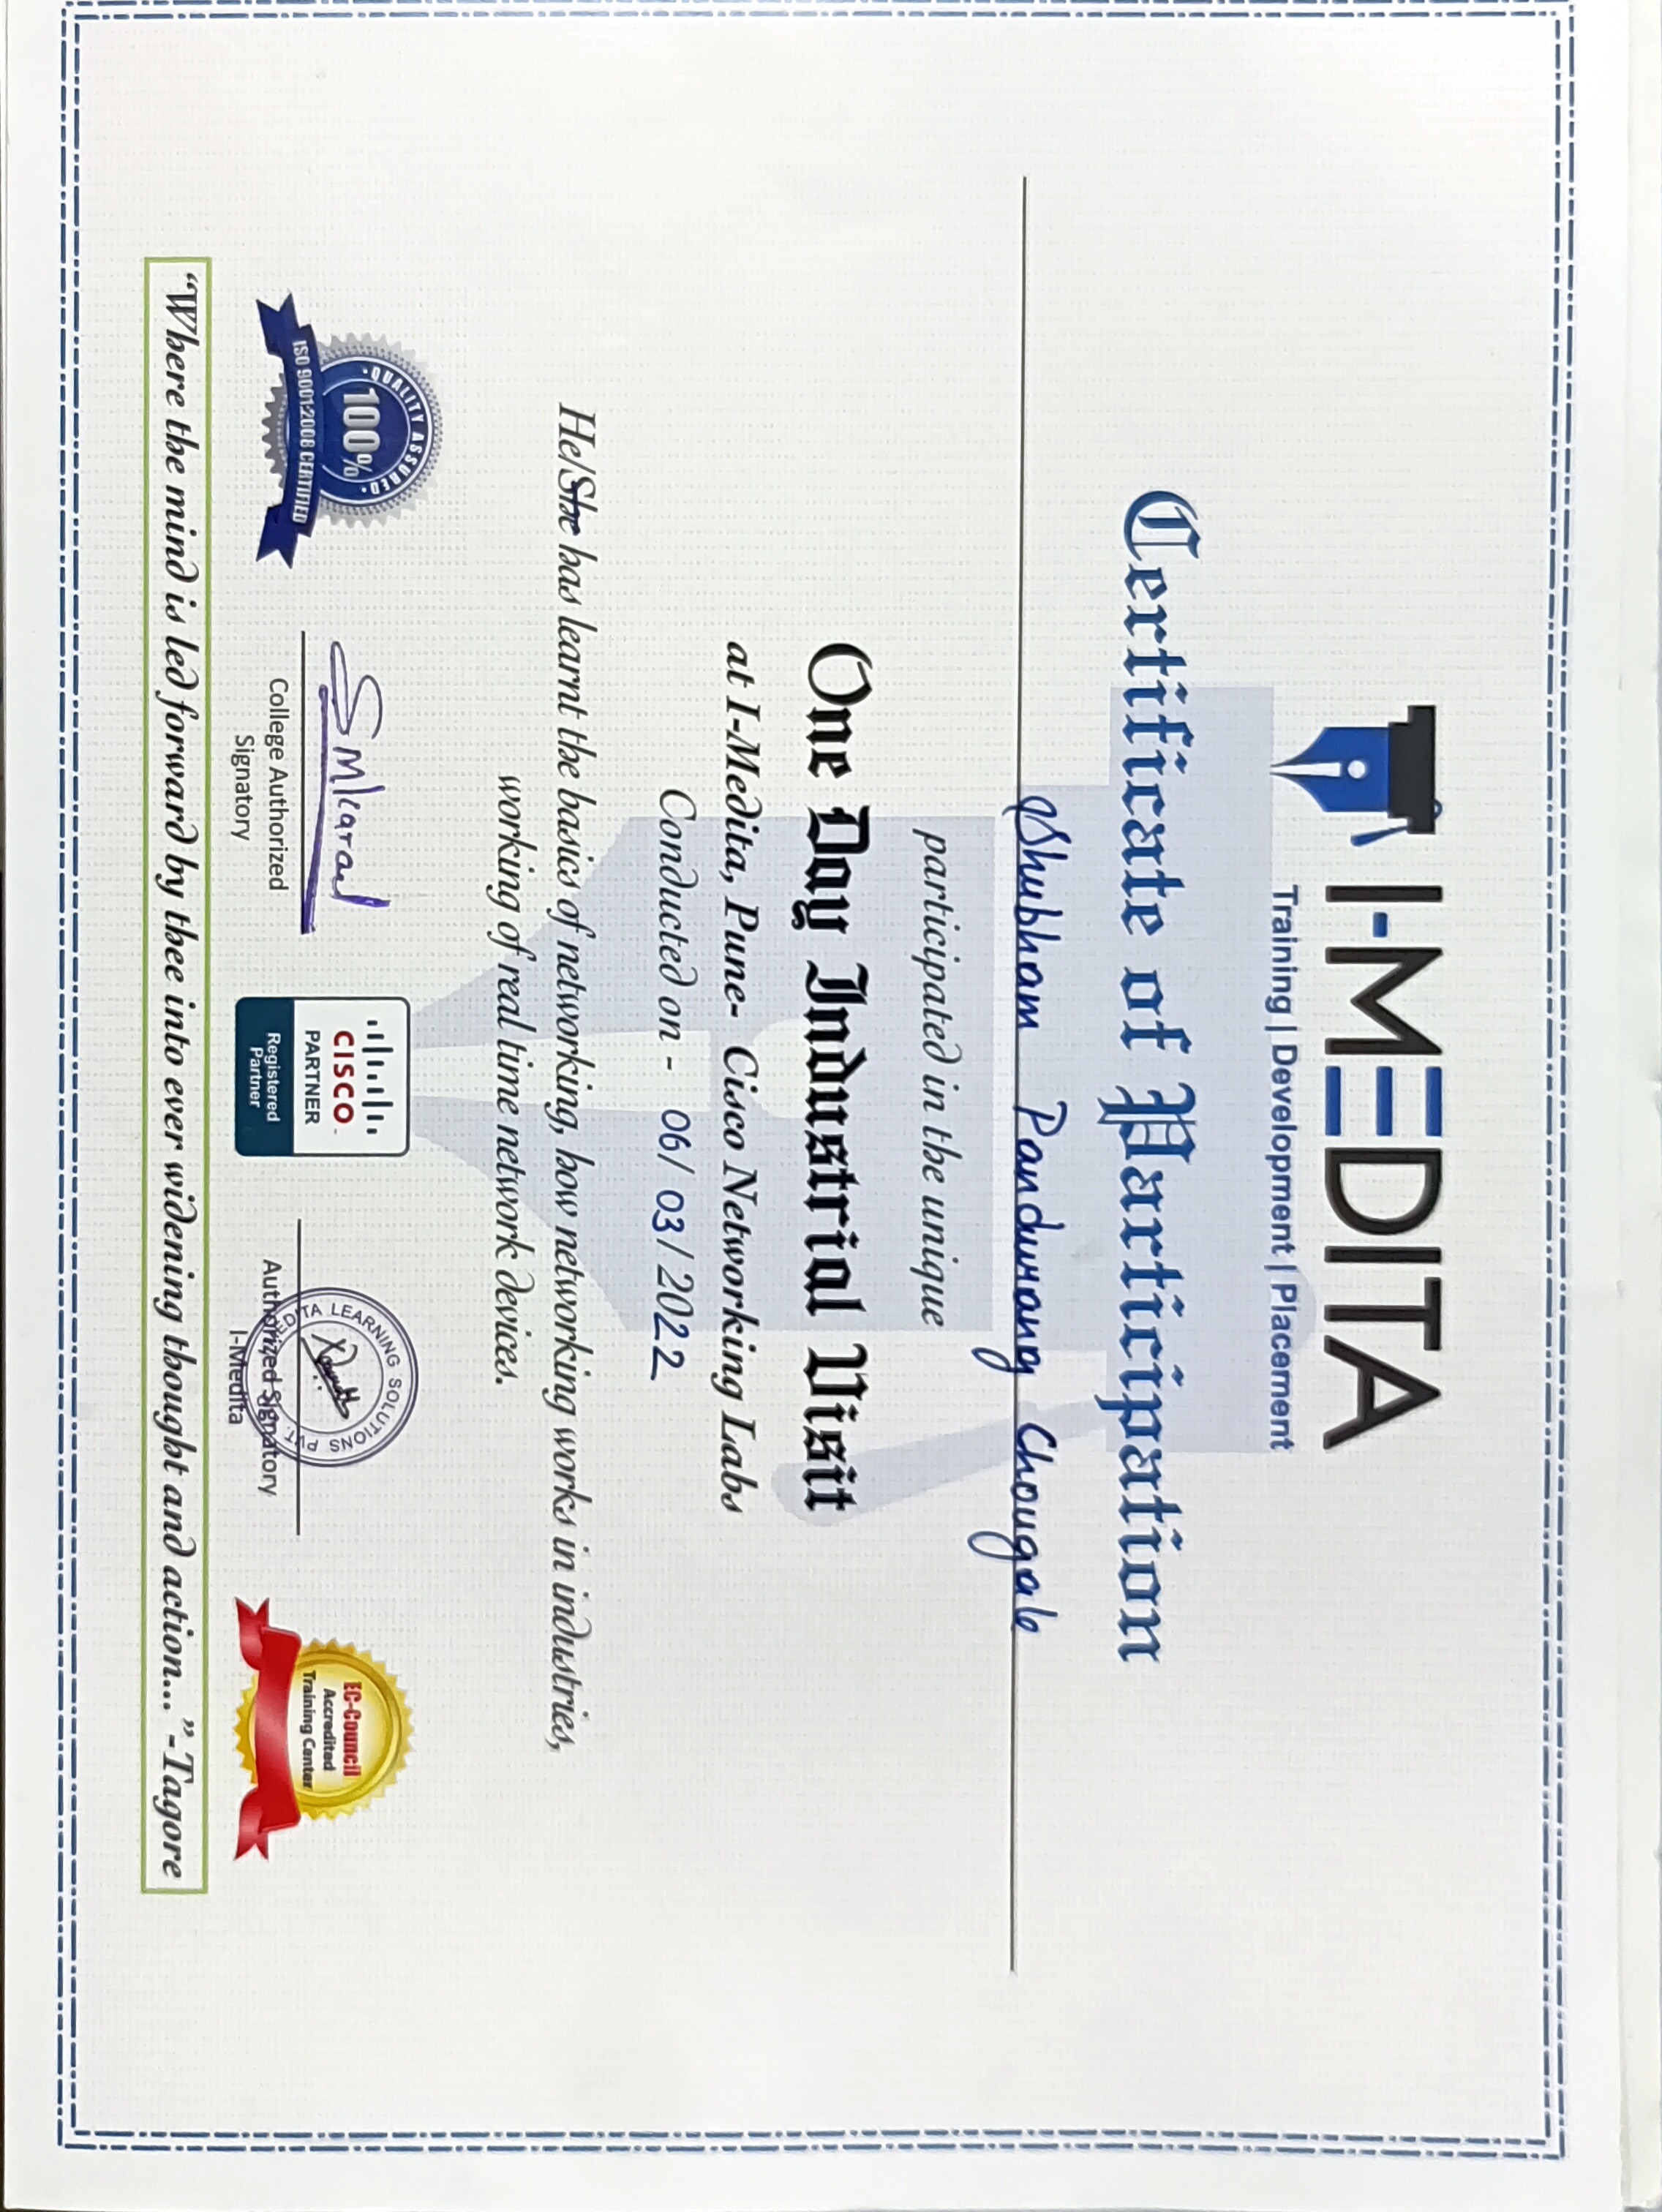 I-MEDITA
Training | Development | Placement
Certificate of Participation
Shubham Pandurang Chougale
participated in the unique
One Day Industrial Visit
at I-Medita, Pune- Cisco Networking Labs
Conducted on - 06/03/2022
He/She has learnt the basics of networking, how networking works in industries,
working of real time network devices.
QUALITY ASSURED
100%
ISO 9001:2008 CERTIFIED
SMkarad
College Authorized
Signatory
CISCO
PARTNER
Registered
Partner
MEDITA LEARNING SOLUTIONS PVT.
Authorized Signatory
I-Medita
EC-Council
Accredited
Training Center
“Where the mind is led forward by thee into ever widening thought and action...”-Tagore